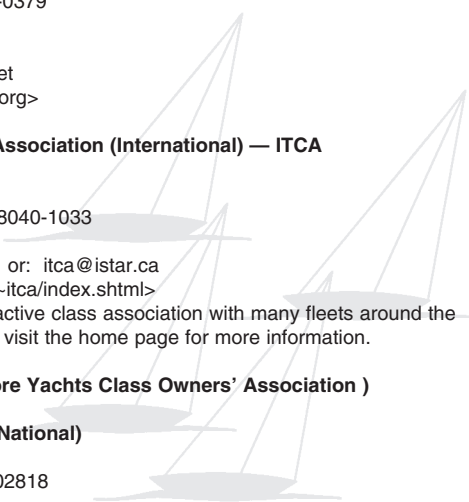 -0379
et
org>
Association (International) — ITCA
8040-1033
or: itca@istar.ca
~itca/index.shtml>
active class association with many fleets around the
visit the home page for more information.
ore Yachts Class Owners’ Association )
National)
02818